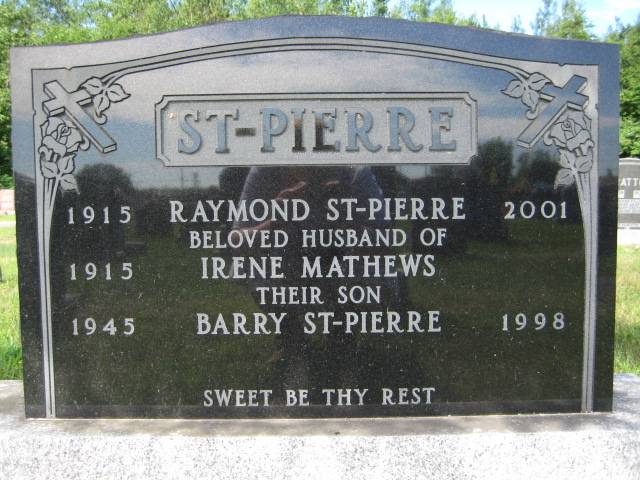 ST-PIERRE
1915 RAYMOND ST-PIERRE 2001
BELOVED HUSBAND OF
1915 IRENE MATHEWS
THEIR SON
1945 BARRY ST-PIERRE 1998
SWEET BE THY REST